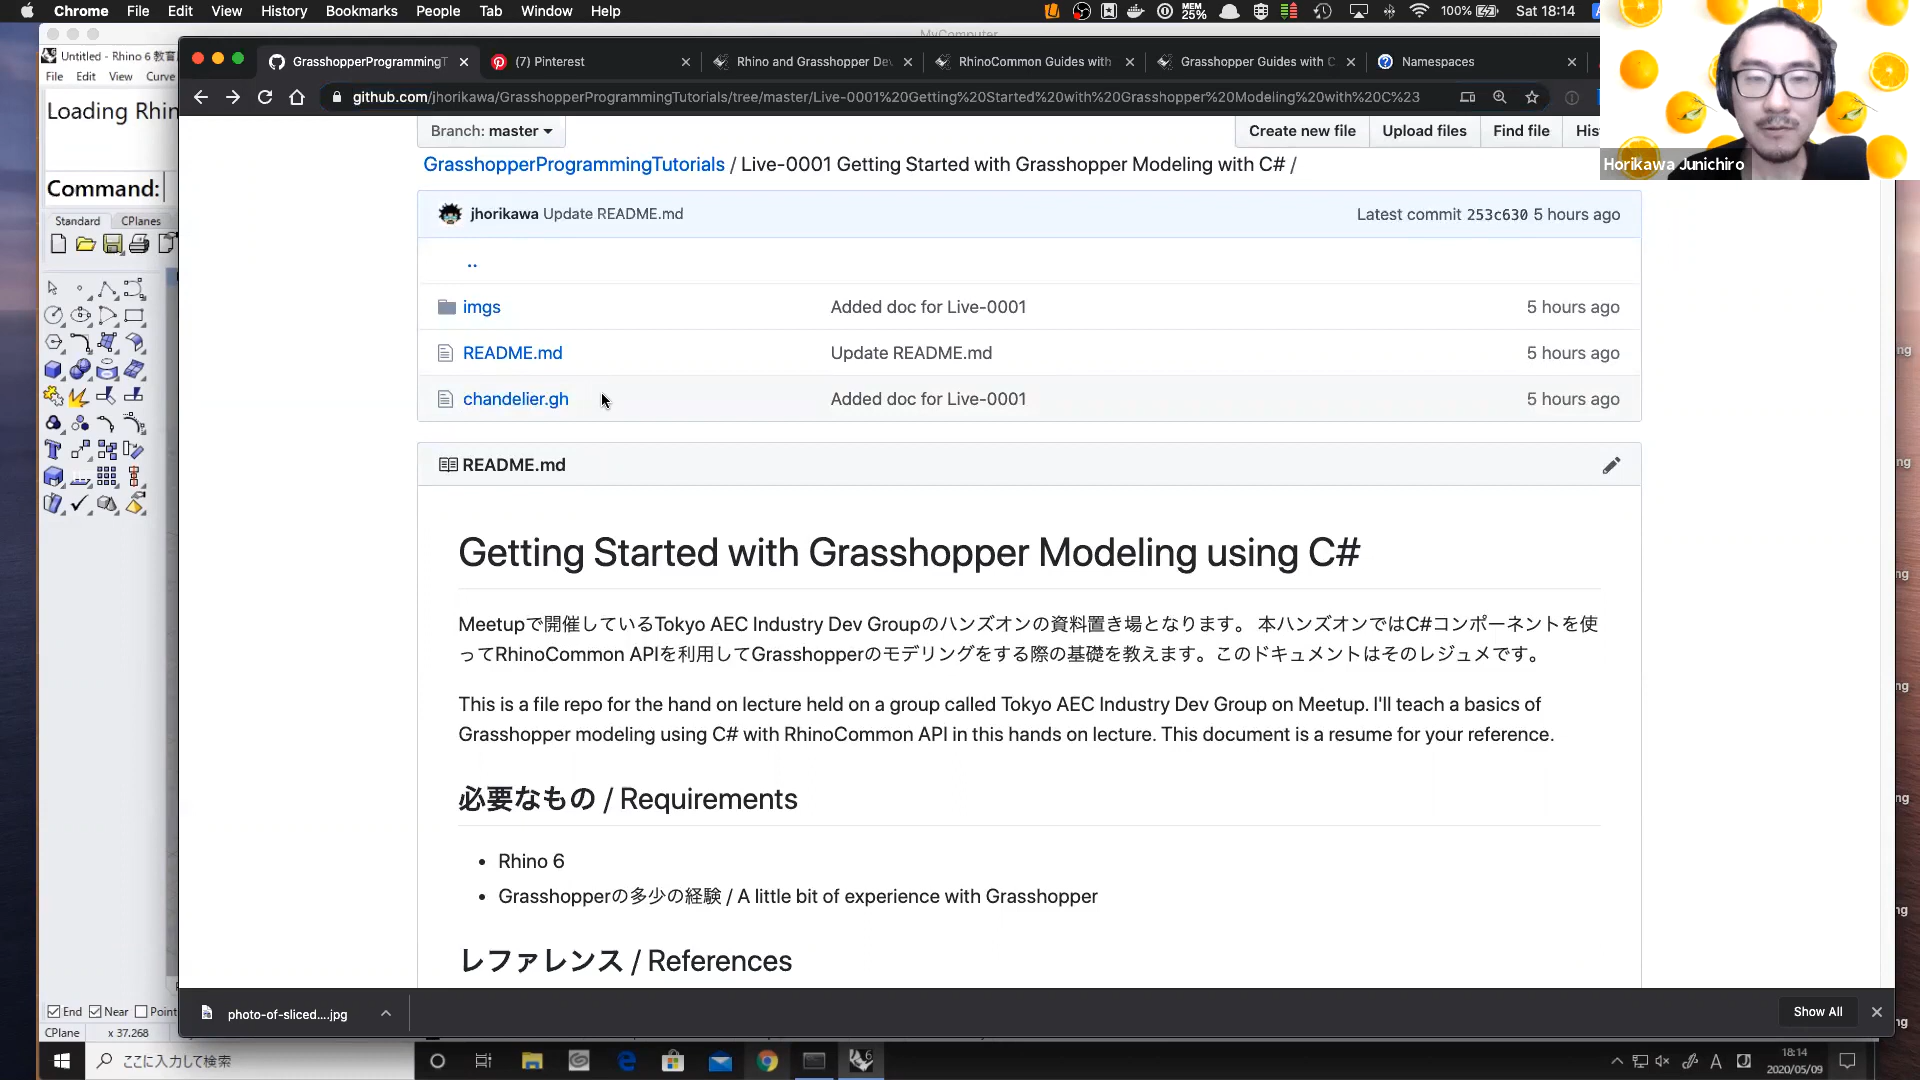 Chrome File Edit View History Bookmarks People Tab Window Help
MEM 25% 100% Sat 18:14
MyComputer
Untitled - Rhino 6 教育
File Edit View Curve
Loading Rhin
Command:
Standard CPlanes
GrasshopperProgrammingT
(7) Pinterest
Rhino and Grasshopper De
RhinoCommon Guides with
Grasshopper Guides with C
Namespaces
github.com/jhorikawa/GrasshopperProgrammingTutorials/tree/master/Live-0001%20Getting%20Started%20with%20Grasshopper%20Modeling%20with%20C%23
Horikawa Junichiro
Branch: master
Create new file Upload files Find file His
GrasshopperProgrammingTutorials / Live-0001 Getting Started with Grasshopper Modeling with C# /
jhorikawa Update README.md Latest commit 253c630 5 hours ago
..
imgs Added doc for Live-0001 5 hours ago
README.md Update README.md 5 hours ago
chandelier.gh Added doc for Live-0001 5 hours ago
README.md
Getting Started with Grasshopper Modeling using C#
Meetupで開催しているTokyo AEC Industry Dev Groupのハンズオンの資料置き場となります。 本ハンズオンではC#コンポーネントを使
ってRhinoCommon APIを利用してGrasshopperのモデリングをする際の基礎を教えます。このドキュメントはそのレジュメです。
This is a file repo for the hand on lecture held on a group called Tokyo AEC Industry Dev Group on Meetup. I'll teach a basics of
Grasshopper modeling using C# with RhinoCommon API in this hands on lecture. This document is a resume for your reference.
必要なもの / Requirements
• Rhino 6
• Grasshopperの多少の経験 / A little bit of experience with Grasshopper
レファレンス / References
End Near Point
CPlane x 37.268
photo-of-sliced....jpg
Show All
ここに入力して検索
A
18:14
2020/05/09